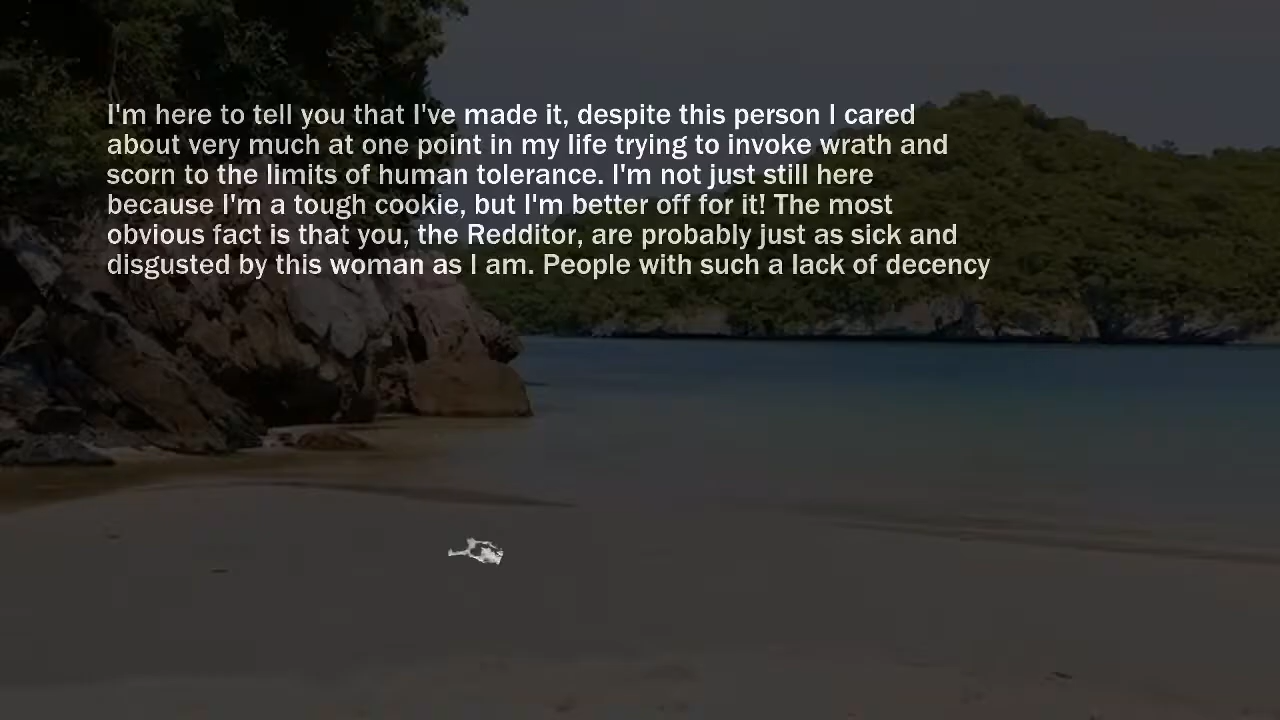 I'm here to tell you that I've made it, despite this person I cared
about very much at one point in my life trying to invoke wrath and
scorn to the limits of human tolerance. I'm not just still here
because I'm a tough cookie, but I'm better off for it! The most
obvious fact is that you, the Redditor, are probably just as sick and
disgusted by this woman as I am. People with such a lack of decency